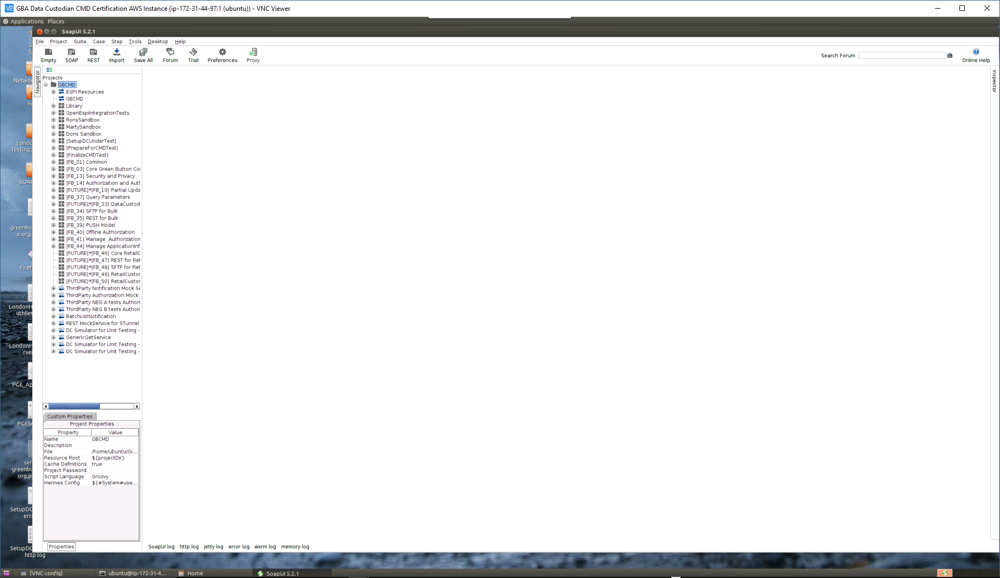 GBA Data Custodian CMD Certification AWS Instance (ip-172-31-44-97:1 (ubuntu)) - VNC Viewer
Applications Places
SoapUI 5.2.1
File Project Suite Case Step Tools Desktop Help
Empty SOAP REST Import Save All Forum Trial Preferences Proxy
Search Forum
Online Help
Navigator
Inspector
Projects
GBCMD
ESPI Resources
GBCMD
Library
OpenEspiIntegrationTests
RonsSandbox
MartySandbox
Dons Sandbox
[SetupDCUnderTest]
[PrepareForCMDTest]
[FinalizeCMDTest]
[FB_01] Common
[FB_03] Core Green Button Co
[FB_13] Security and Privacy
[FB_14] Authorization and Auth
[FUTURE]*[FB_19] Partial Upda
[FB_37] Query Parameters
[FUTURE]*[FB_33] DataCustod
[FB_34] SFTP for Bulk
[FB_35] REST for Bulk
[FB_39] PUSH Model
[FB_40] Offline Authorization
[FB_41] Manage  Authorization
[FB_44] Manage ApplicationInf
[FUTURE]*[FB_46] Core RetailC
[FUTURE]*[FB_47] REST for Ret
[FUTURE]*[FB_48] SFTP for Ret
[FUTURE]*[FB_49] RetailCustor
[FUTURE]*[FB_50] RetailCustor
ThirdParty Notification Mock Se
ThirdParty Authorization Mock
ThirdParty NEG A tests Authori
ThirdParty NEG B tests Authori
BatchListNotification
REST MockService for STunnel
DC Simulator for Unit Testing -
GenericGetService
DC Simulator for Unit Testing -
DC Simulator for Unit Testing -
Custom Properties
Project Properties
Property Value
Name GBCMD
Description
File /home/ubuntu/Gi...
Resource Root ${projectDir}
Cache Definitions true
Project Password
Script Language Groovy
Hermes Config ${#System#use...
Properties
SoapUI log http log jetty log error log wsrm log memory log
Netwo
Londo
Testing
SOAP
greenbu
e.org.
Firef
LondonH
uthSer
LondonH
rve
PGE_Ap
PGESc
ser
greenbu
org.p
SetupDC
erro
SetupDC
http log
[VNC config] ubuntu@ip-172-31-4... Home SoapUI 5.2.1